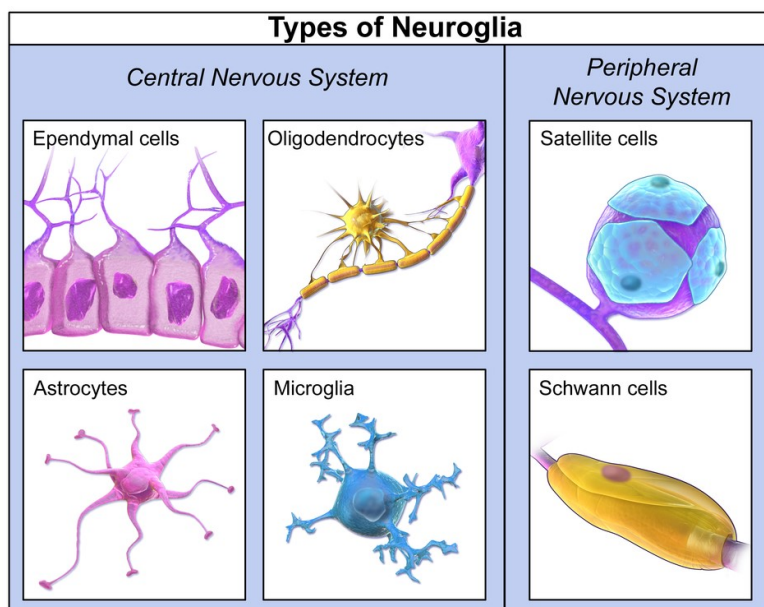 Types of Neuroglia
Central Nervous System
Peripheral
Nervous System
Ependymal cells
Oligodendrocytes
Satellite cells
Astrocytes
Microglia
Schwann cells